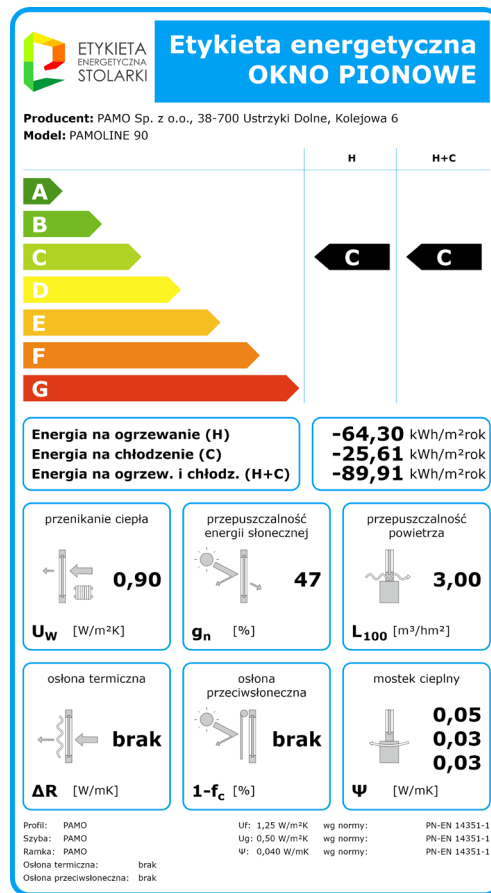 ETYKIETA
ENERGETYCZNA
STOLARKI
Etykieta energetyczna
OKNO PIONOWE
Producent: PAMO Sp. z o.o., 38-700 Ustrzyki Dolne, Kolejowa 6
Model: PAMOLINE 90
H H+C
A
B
C C C
D
E
F
G
Energia na ogrzewanie (H) -64,30 kWh/m²rok
Energia na chłodzenie (C) -25,61 kWh/m²rok
Energia na ogrzew. i chłodz. (H+C) -89,91 kWh/m²rok
przenikanie ciepła
0,90
Uw [W/m²K]
przepuszczalność
energii słonecznej
47
gn [%]
przepuszczalność
powietrza
3,00
L100 [m³/hm²]
osłona termiczna
brak
ΔR [W/mK]
osłona
przeciwsłoneczna
brak
1-fc [%]
mostek cieplny
0,05
0,03
0,03
Ψ [W/mK]
Profil: PAMO Uf: 1,25 W/m²K wg normy: PN-EN 14351-1
Szyba: PAMO Ug: 0,50 W/m²K wg normy: PN-EN 14351-1
Ramka: PAMO Ψ: 0,040 W/mK wg normy: PN-EN 14351-1
Osłona termiczna: brak
Osłona przeciwsłoneczna: brak